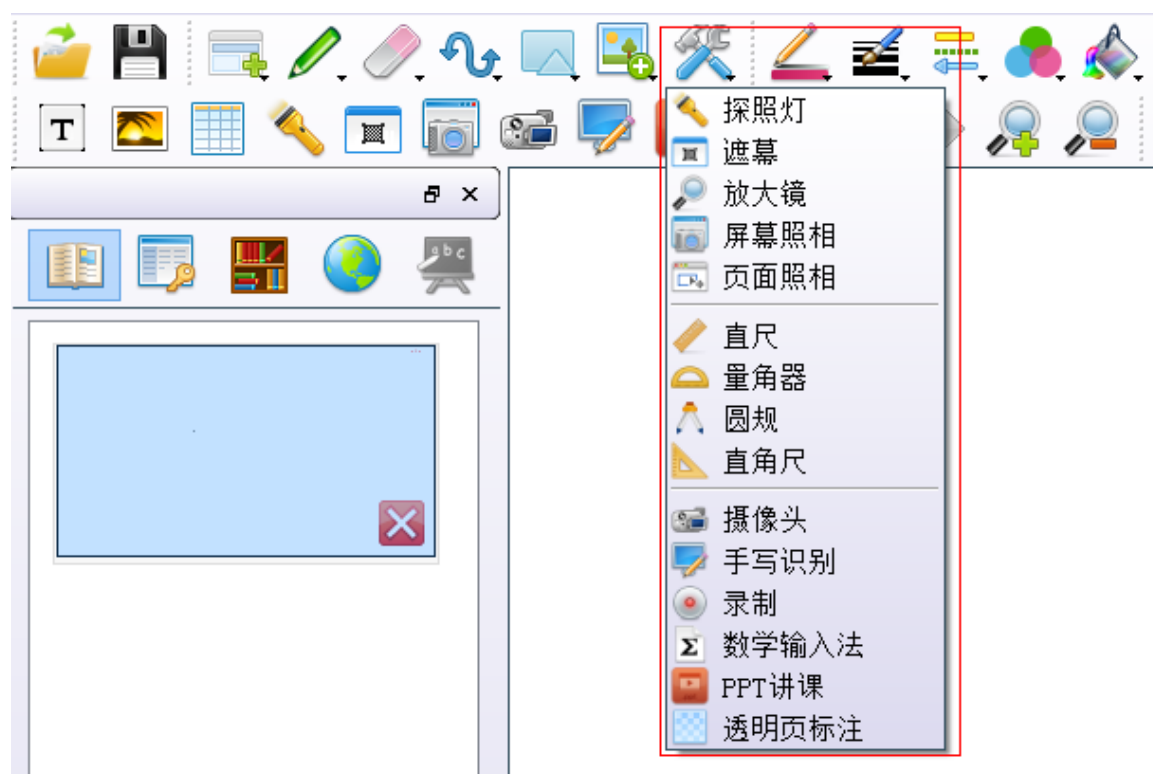 T
探照灯
遮幕
放大镜
屏幕照相
页面照相
abc
直尺
量角器
圆规
直角尺
摄像头
手写识别
录制
Σ 数学输入法
PPT讲课
透明页标注